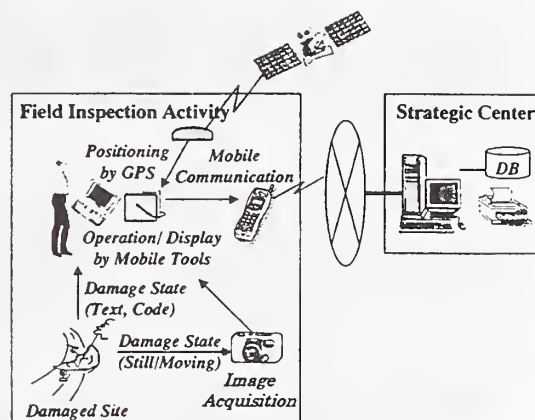 Field Inspection Activity
Strategic Center
Positioning
by GPS
Mobile
Communication
DB
Operation/ Display
by Mobile Tools
Damage State
(Text, Code)
Damage State
(Still/Moving)
Image
Acquisition
Damaged Site